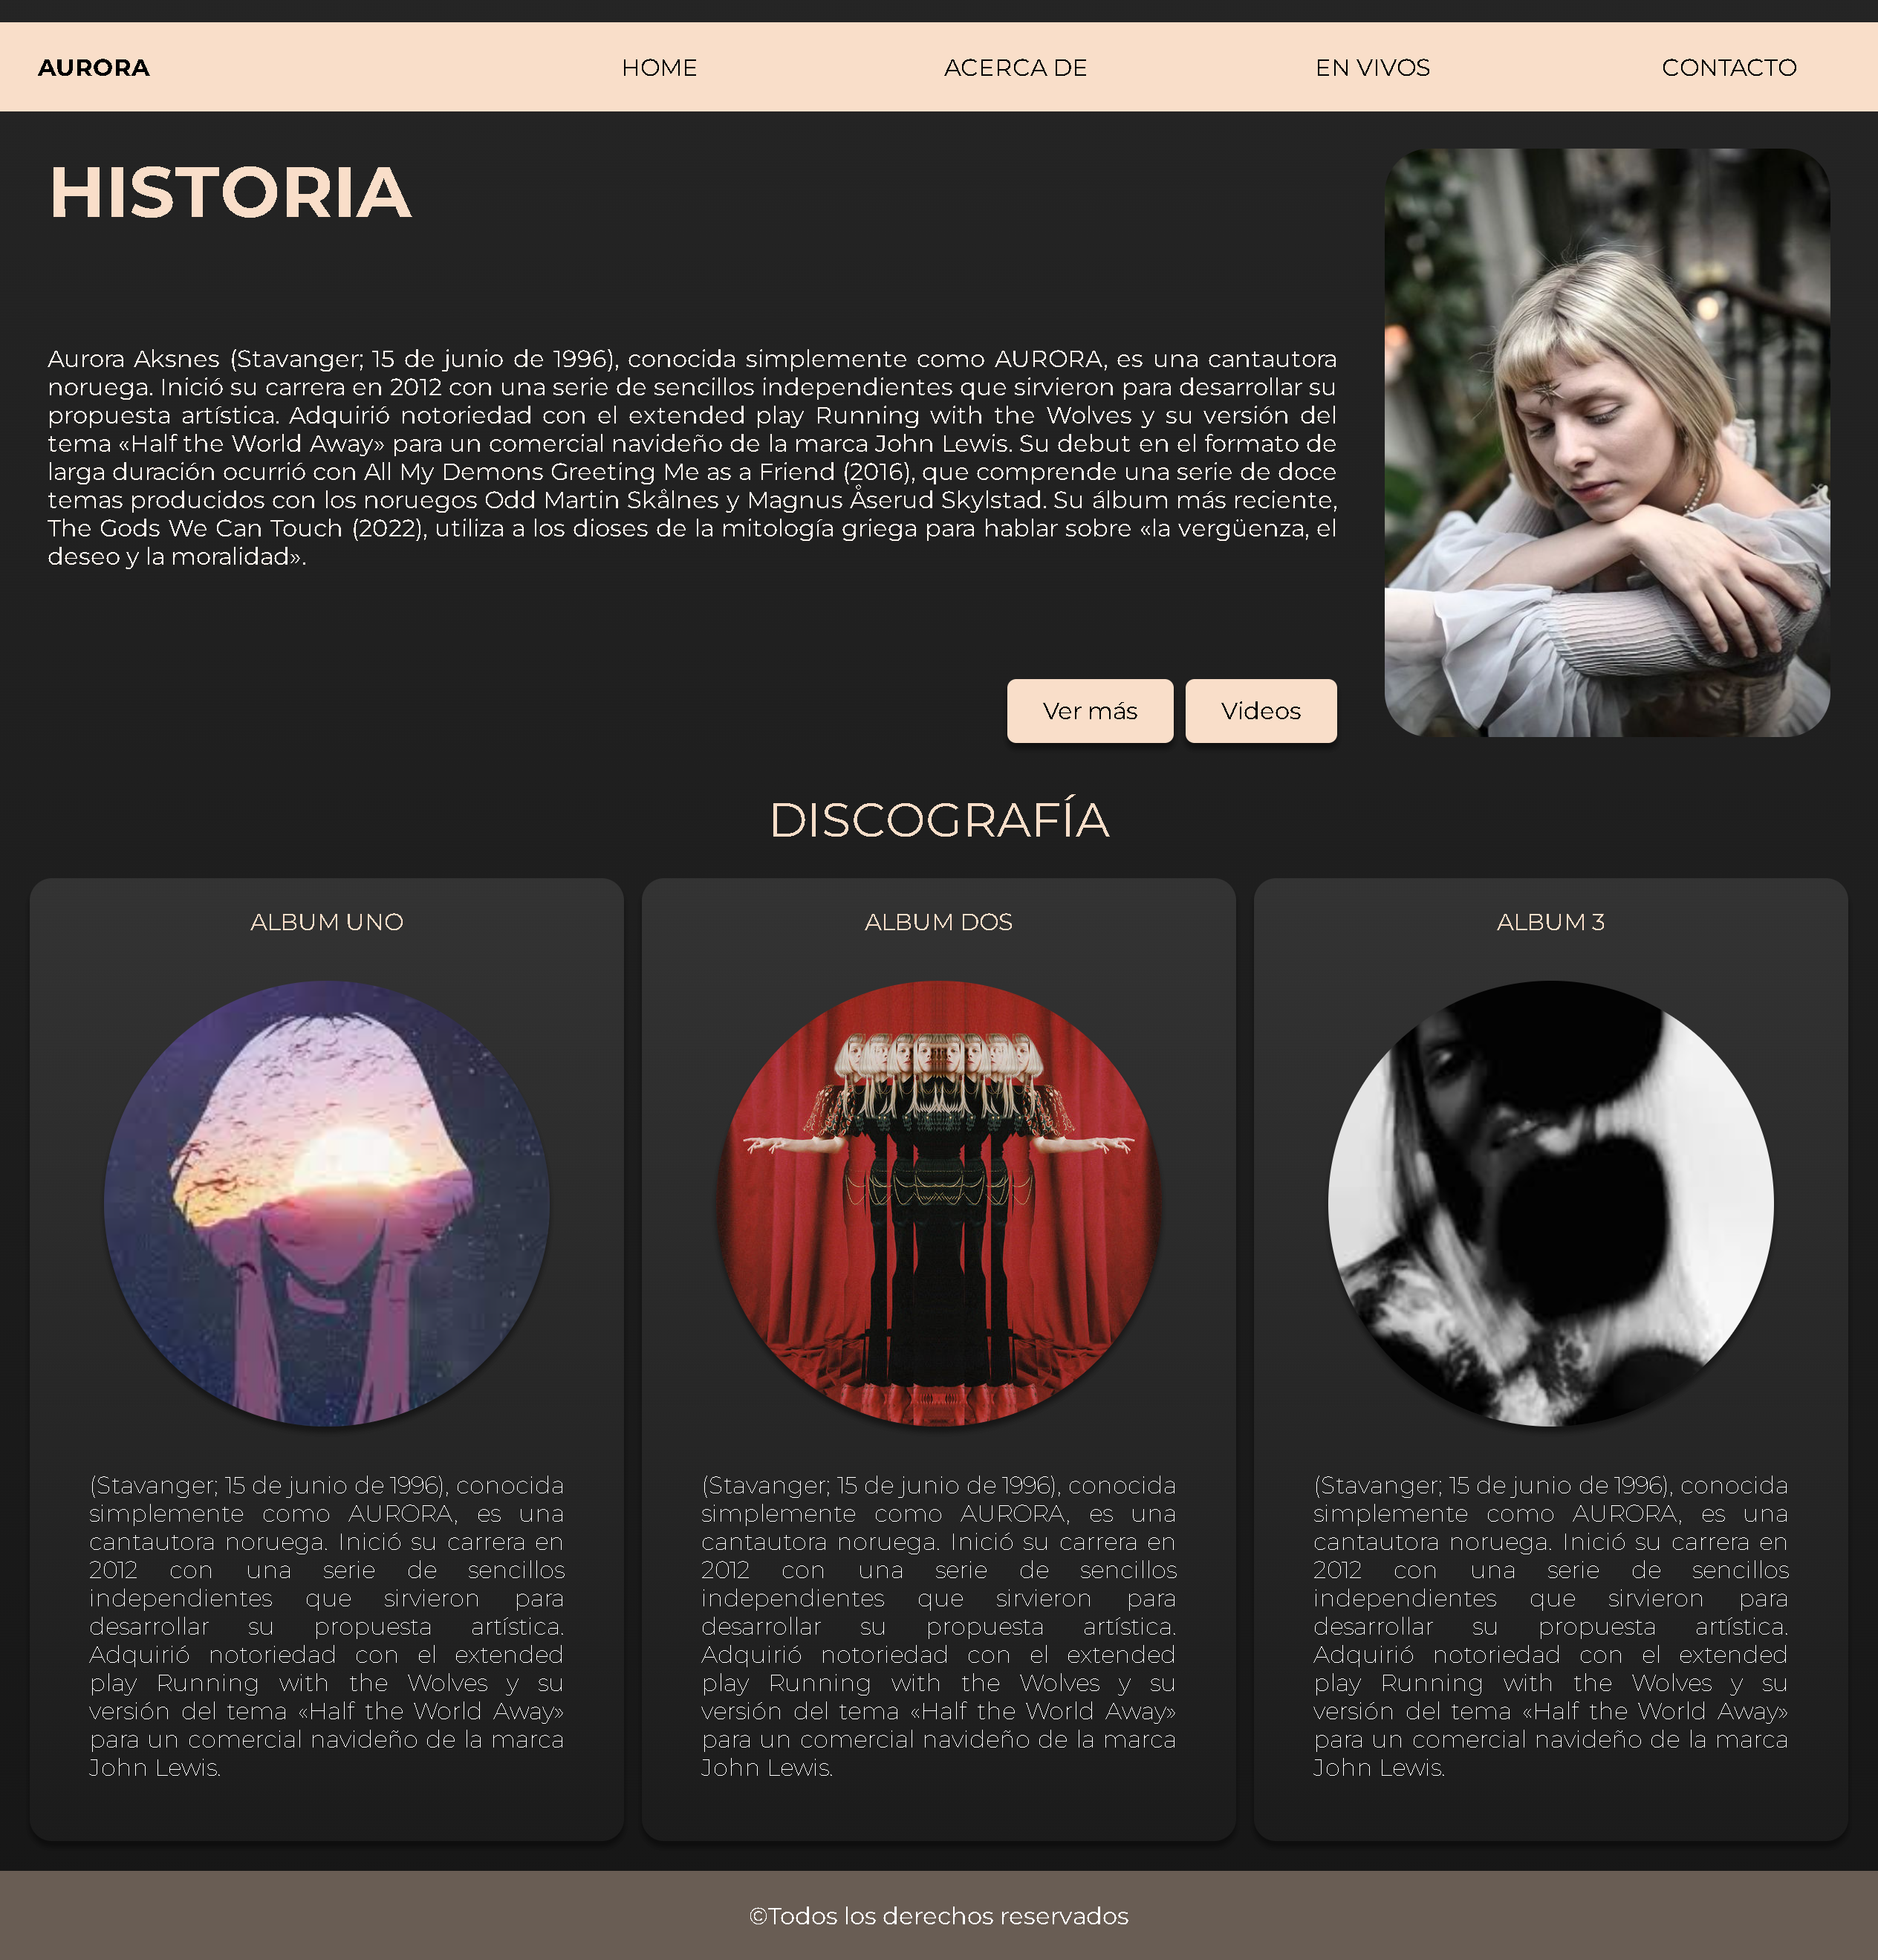 AURORA HOME ACERCA DE EN VIVOS CONTACTO
HISTORIA
Aurora Aksnes (Stavanger; 15 de junio de 1996), conocida simplemente como AURORA, es una cantautora
noruega. Inició su carrera en 2012 con una serie de sencillos independientes que sirvieron para desarrollar su
propuesta artística. Adquirió notoriedad con el extended play Running with the Wolves y su versión del
tema «Half the World Away» para un comercial navideño de la marca John Lewis. Su debut en el formato de
larga duración ocurrió con All My Demons Greeting Me as a Friend (2016), que comprende una serie de doce
temas producidos con los noruegos Odd Martin Skålnes y Magnus Åserud Skylstad. Su álbum más reciente,
The Gods We Can Touch (2022), utiliza a los dioses de la mitología griega para hablar sobre «la vergüenza, el
deseo y la moralidad».
Ver más Videos
DISCOGRAFÍA
ALBUM UNO
(Stavanger; 15 de junio de 1996), conocida
simplemente como AURORA, es una
cantautora noruega. Inició su carrera en
2012 con una serie de sencillos
independientes que sirvieron para
desarrollar su propuesta artística.
Adquirió notoriedad con el extended
play Running with the Wolves y su
versión del tema «Half the World Away»
para un comercial navideño de la marca
John Lewis.
ALBUM DOS
(Stavanger; 15 de junio de 1996), conocida
simplemente como AURORA, es una
cantautora noruega. Inició su carrera en
2012 con una serie de sencillos
independientes que sirvieron para
desarrollar su propuesta artística.
Adquirió notoriedad con el extended
play Running with the Wolves y su
versión del tema «Half the World Away»
para un comercial navideño de la marca
John Lewis.
ALBUM 3
(Stavanger; 15 de junio de 1996), conocida
simplemente como AURORA, es una
cantautora noruega. Inició su carrera en
2012 con una serie de sencillos
independientes que sirvieron para
desarrollar su propuesta artística.
Adquirió notoriedad con el extended
play Running with the Wolves y su
versión del tema «Half the World Away»
para un comercial navideño de la marca
John Lewis.
©Todos los derechos reservados